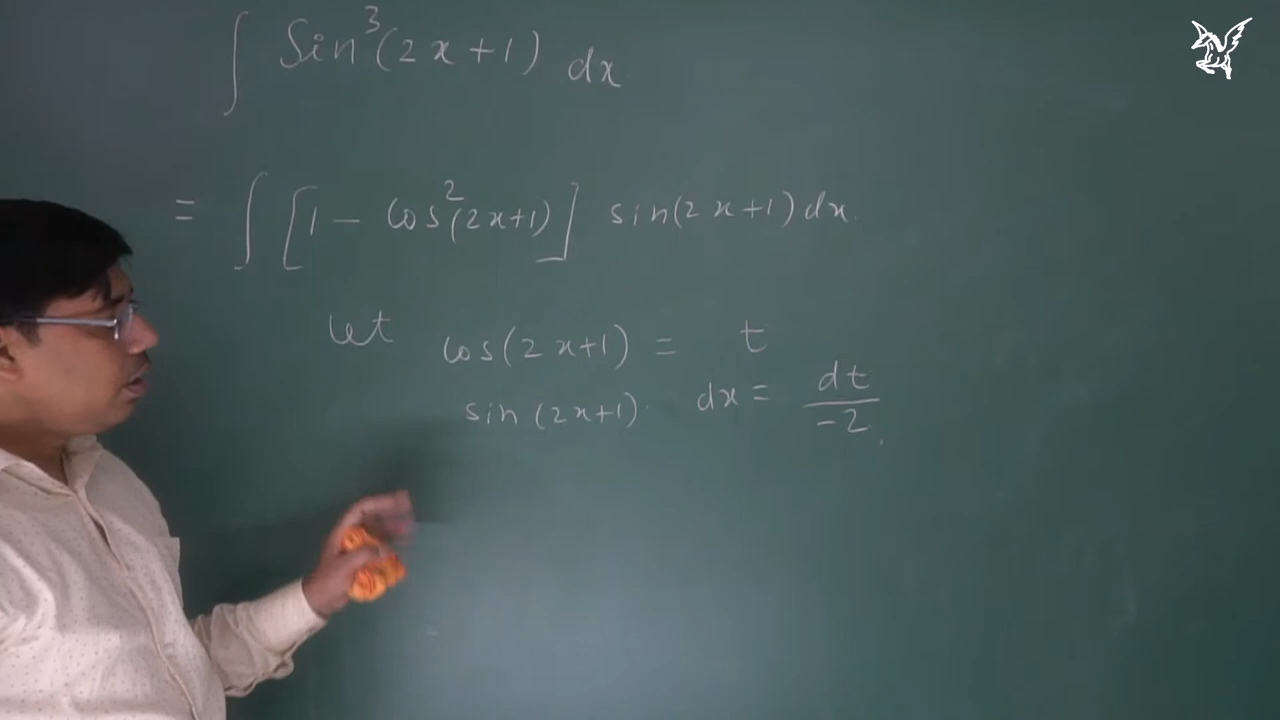 ∫ Sin³(2x+1) dx
= ∫ [1 - cos²(2x+1)] sin(2x+1) dx.
let cos(2x+1) = t
sin(2x+1). dx = dt/-2.